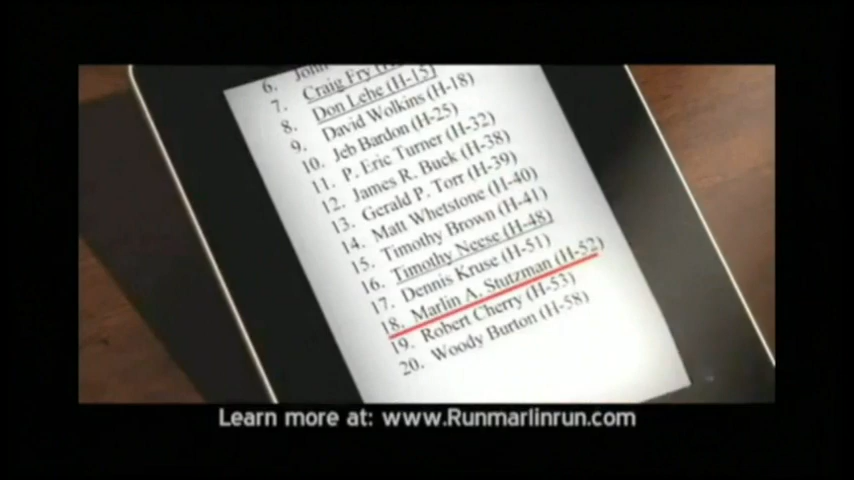 6. John
7. Craig Fry (H-
8. Don Lehe (H-15)
9. David Wolkins (H-18)
10. Jeb Bardon (H-25)
11. P. Eric Turner (H-32)
12. James R. Buck (H-38)
13. Gerald P. Torr (H-39)
14. Matt Whetstone (H-40)
15. Timothy Brown (H-41)
16. Timothy Neese (H-48)
17. Dennis Kruse (H-51)
18. Marlin A. Stutzman (H-52)
19. Robert Cherry (H-53)
20. Woody Burton (H-58)
Learn more at: www.Runmarlinrun.com